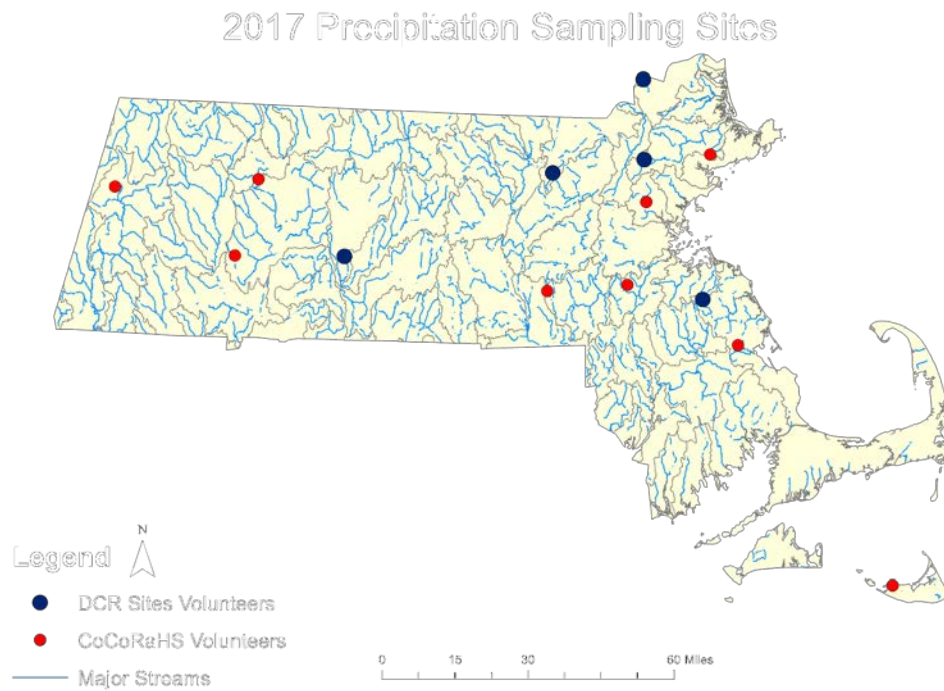 2017 Precipitation Sampling Sites
N
Legend
DCR Sites Volunteers
CoCoRaHS Volunteers
Major Streams
0 15 30 60 Miles